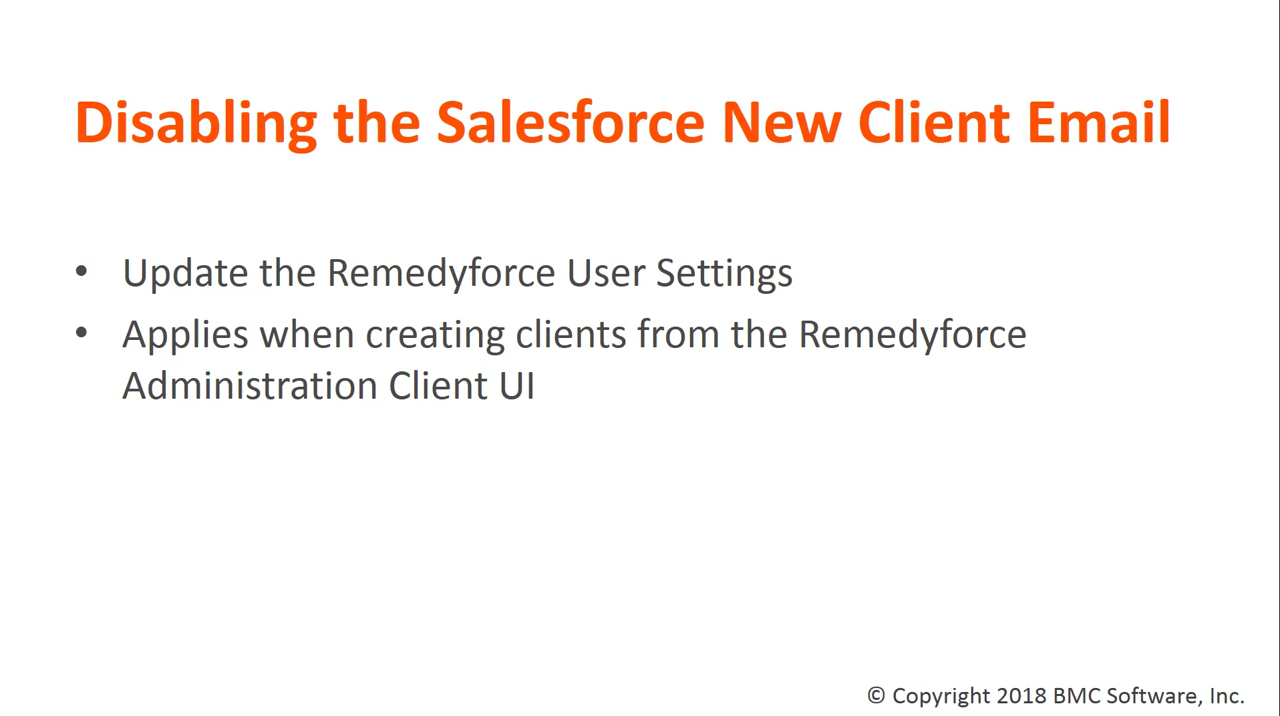 Disabling the Salesforce New Client Email
• Update the Remedyforce User Settings
• Applies when creating clients from the Remedyforce
Administration Client UI
© Copyright 2018 BMC Software, Inc.